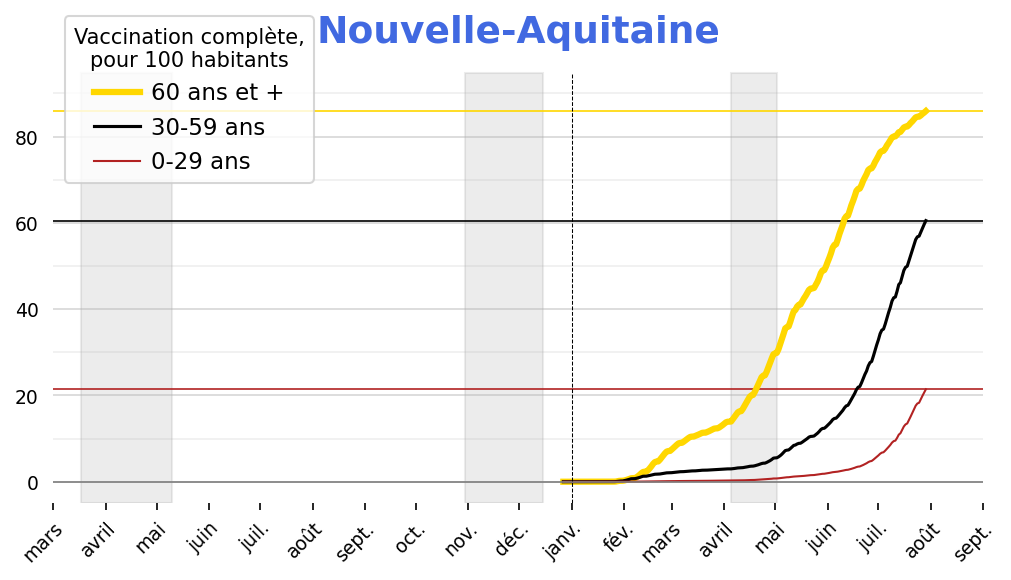 Nouvelle-Aquitaine
Vaccination complète,
pour 100 habitants
60 ans et +
30-59 ans
0-29 ans
80
60
40
20
0
mars
avril
mai
juin
juil.
août
sept.
oct.
nov.
déc.
janv.
fév.
mars
avril
mai
juin
juil.
août
sept.